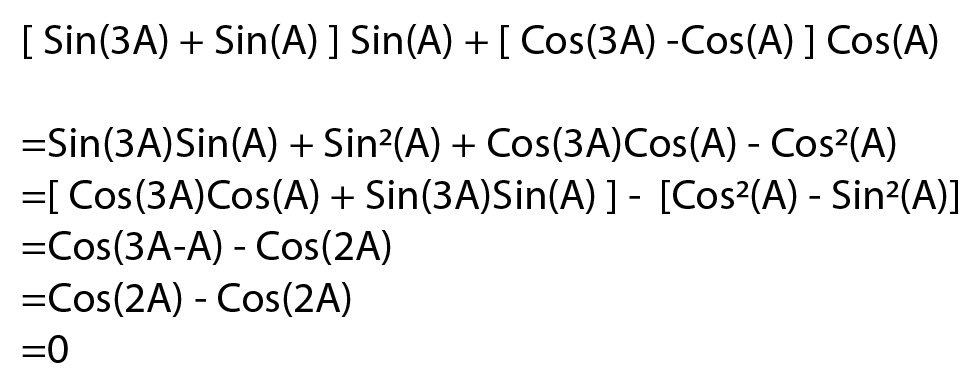 [ Sin(3A) + Sin(A) ] Sin(A) + [ Cos(3A) -Cos(A) ] Cos(A)
=Sin(3A)Sin(A) + Sin²(A) + Cos(3A)Cos(A) - Cos²(A)
=[ Cos(3A)Cos(A) + Sin(3A)Sin(A) ] - [Cos²(A) - Sin²(A)]
=Cos(3A-A) - Cos(2A)
=Cos(2A) - Cos(2A)
=0